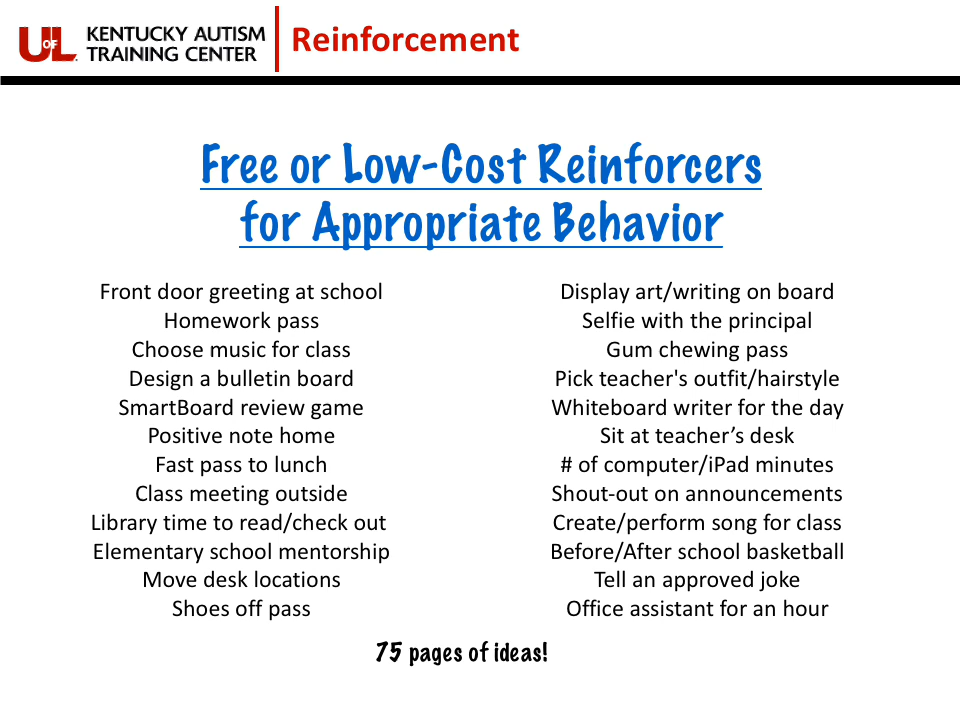 UofL
KENTUCKY AUTISM
TRAINING CENTER
Reinforcement
Free or Low-Cost Reinforcers
for Appropriate Behavior
Front door greeting at school
Homework pass
Choose music for class
Design a bulletin board
SmartBoard review game
Positive note home
Fast pass to lunch
Class meeting outside
Library time to read/check out
Elementary school mentorship
Move desk locations
Shoes off pass
Display art/writing on board
Selfie with the principal
Gum chewing pass
Pick teacher's outfit/hairstyle
Whiteboard writer for the day
Sit at teacher’s desk
# of computer/iPad minutes
Shout-out on announcements
Create/perform song for class
Before/After school basketball
Tell an approved joke
Office assistant for an hour
75 pages of ideas!